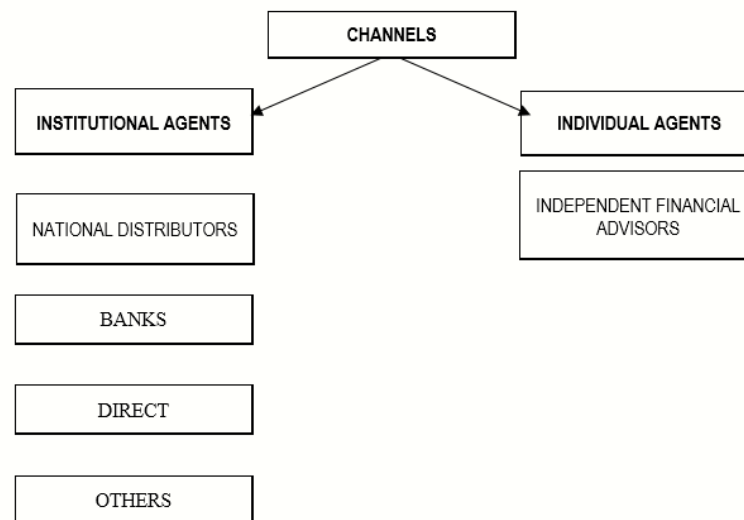 CHANNELS
INSTITUTIONAL AGENTS
INDIVIDUAL AGENTS
NATIONAL DISTRIBUTORS
INDEPENDENT FINANCIAL
ADVISORS
BANKS
DIRECT
OTHERS